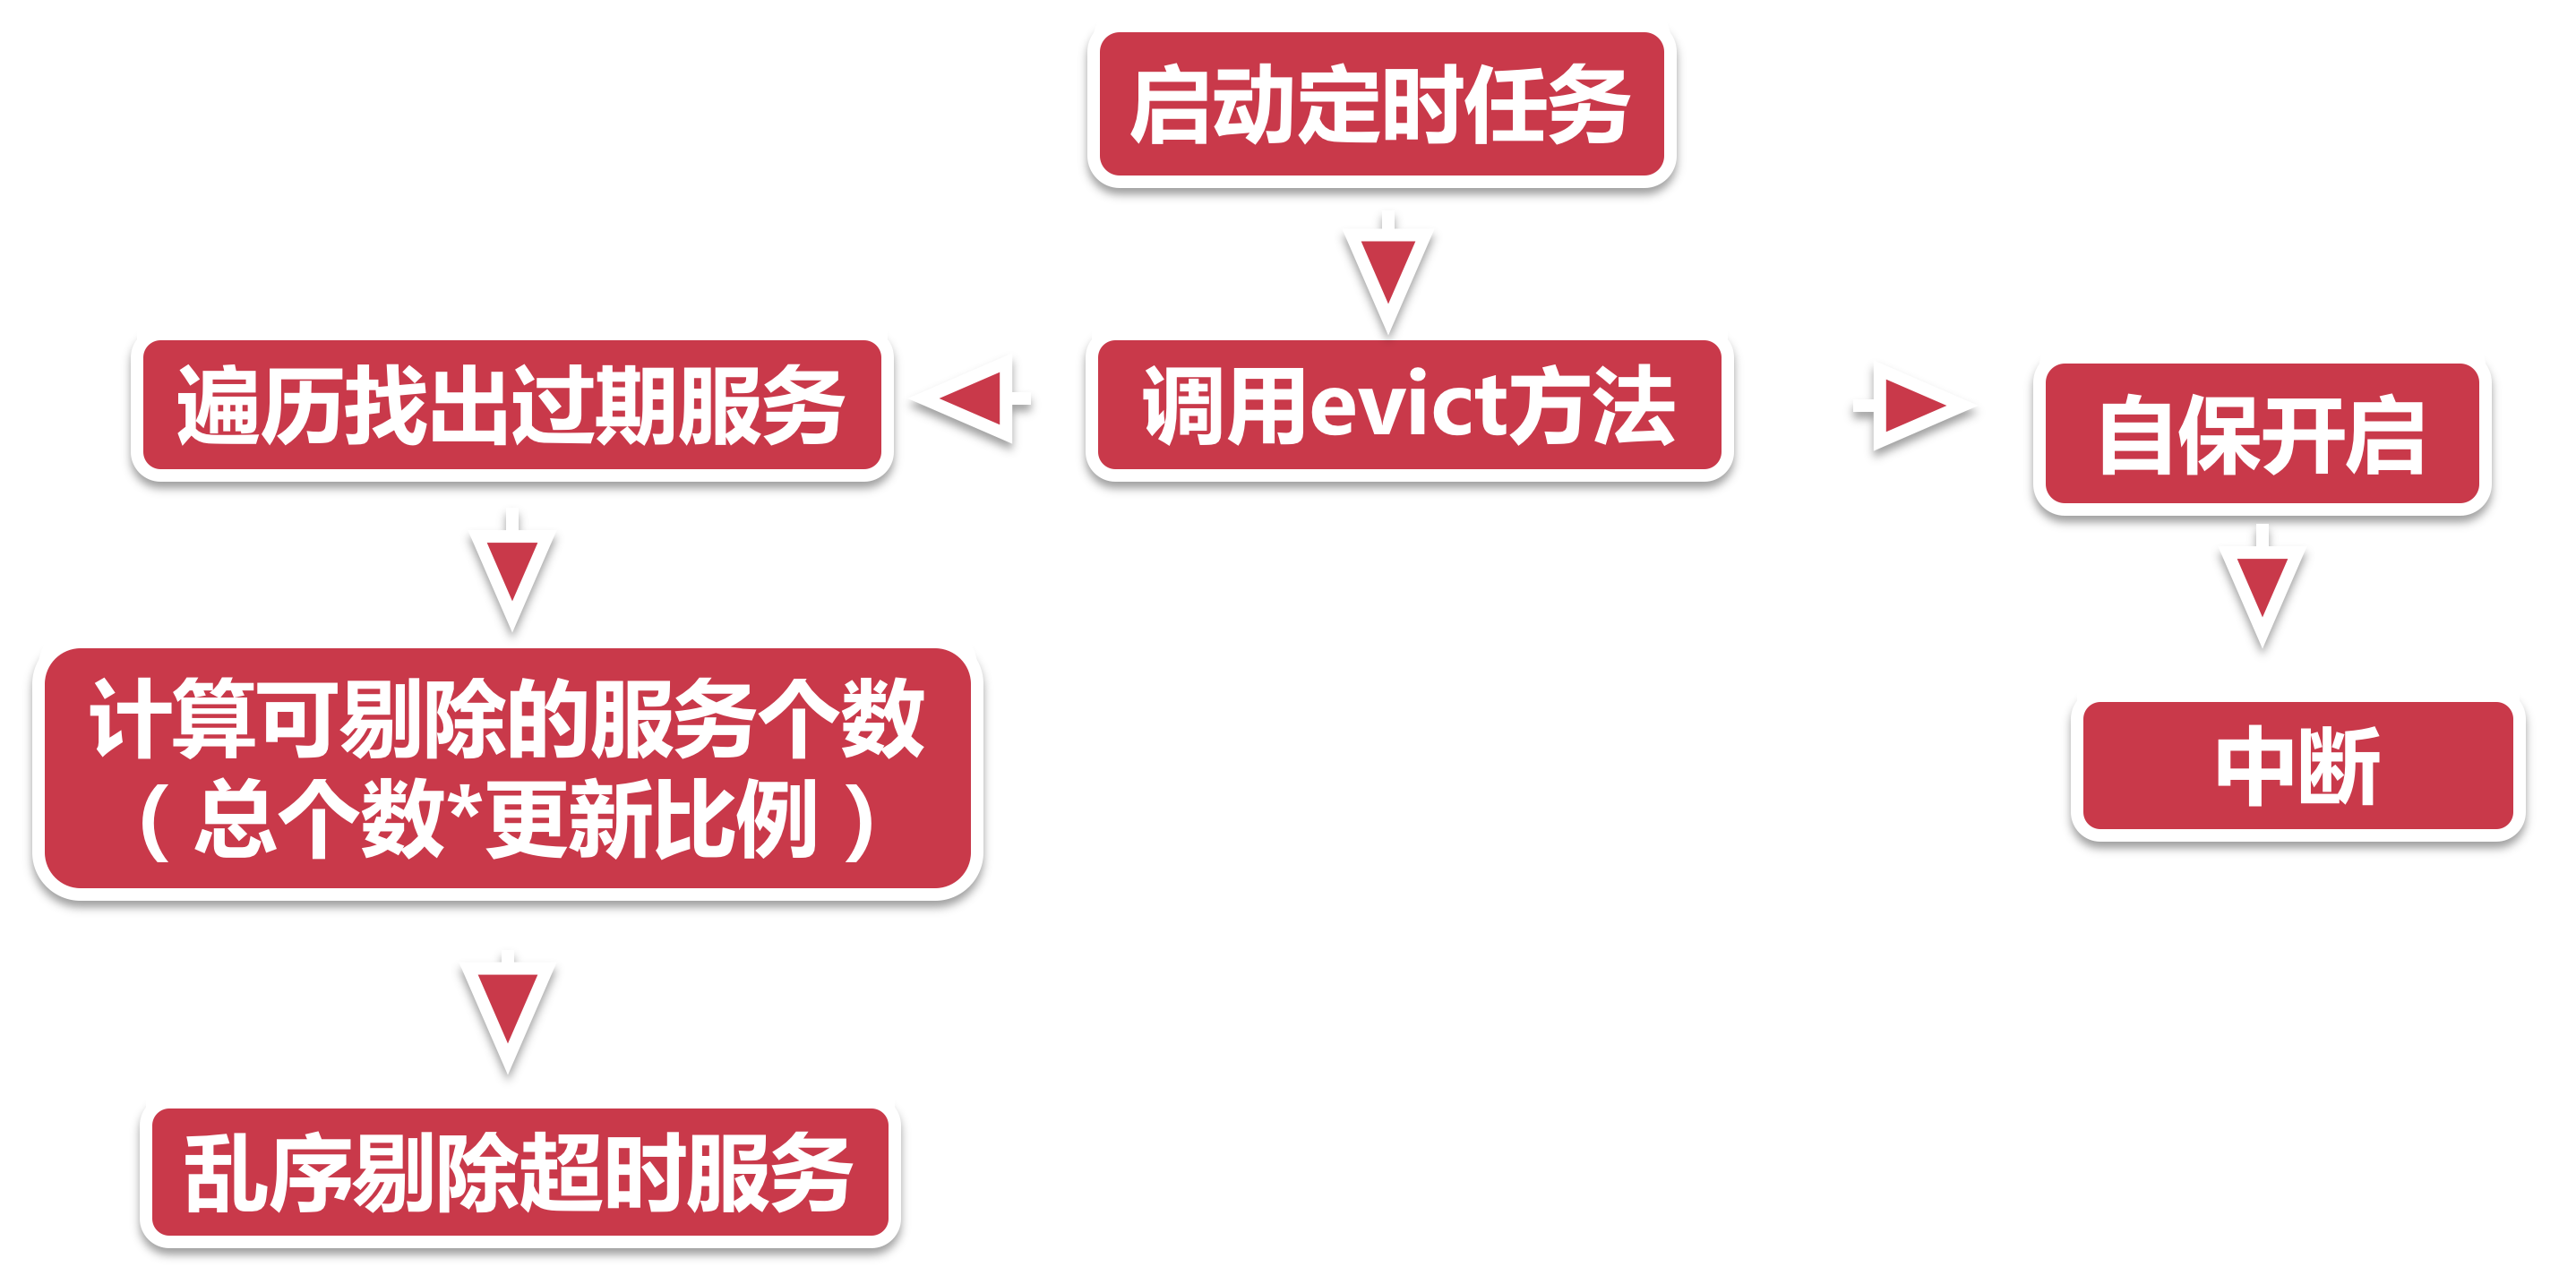 启动定时任务
遍历找出过期服务
调用evict方法
自保开启
计算可剔除的服务个数
（总个数*更新比例）
中断
乱序剔除超时服务